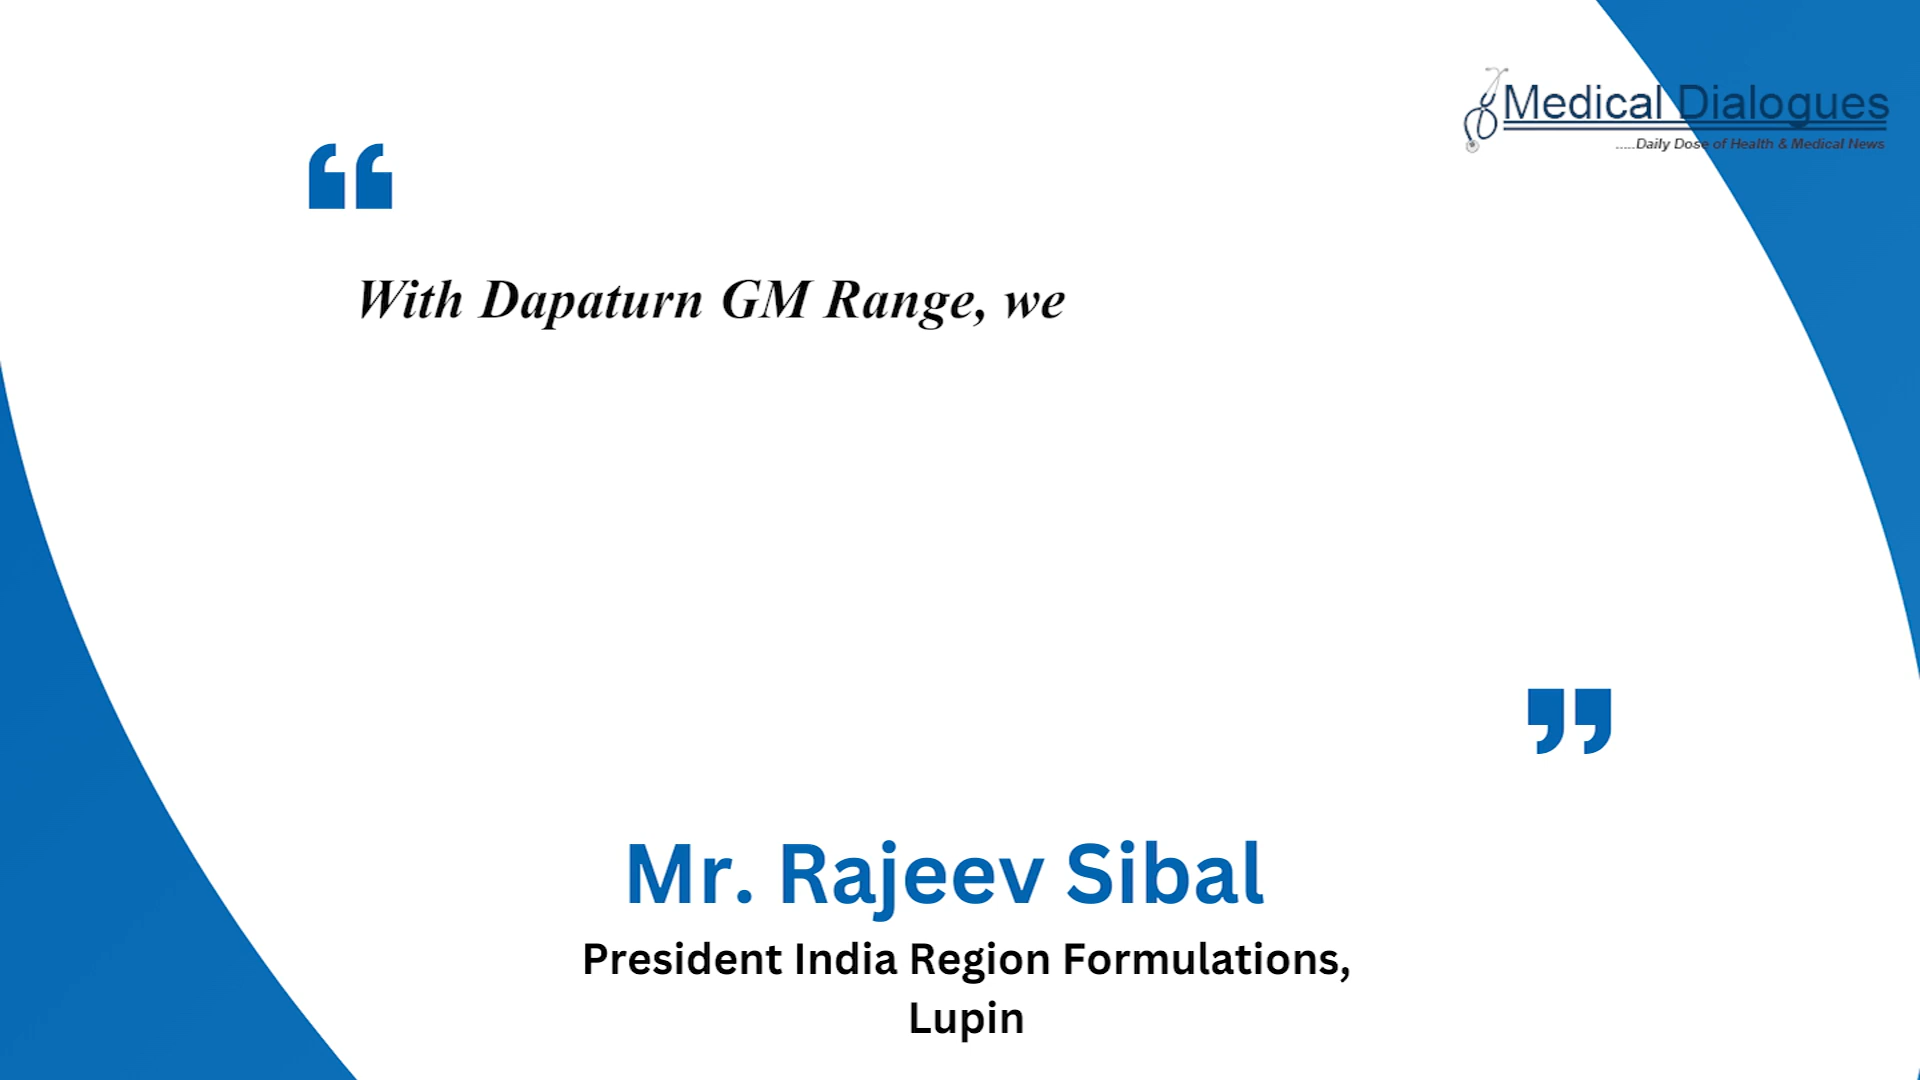 Medical Dialogues
.....Daily Dose of Health & Medical News
“
With Dapaturn GM Range, we
”
Mr. Rajeev Sibal
President India Region Formulations,
Lupin